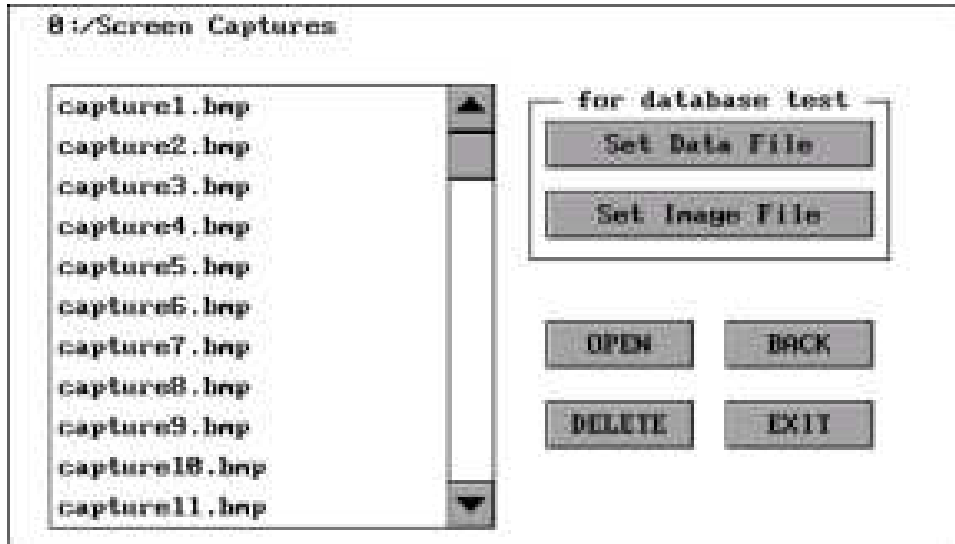 0:/Screen Captures
capture1.bmp
capture2.bmp
capture3.bmp
capture4.bmp
capture5.bmp
capture6.bmp
capture7.bmp
capture8.bmp
capture9.bmp
capture10.bmp
capture11.bmp
for database test
Set Data File
Set Image File
OPEN
BACK
DELETE
EXIT